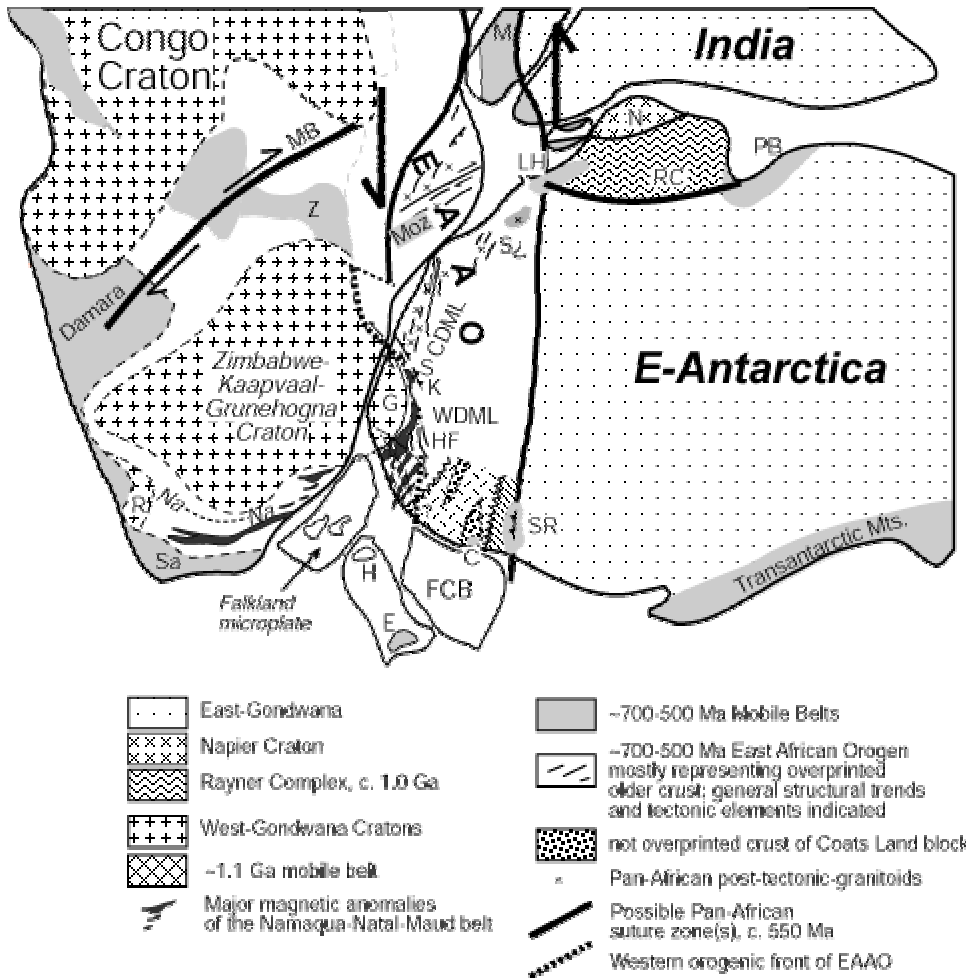 Congo
Craton
M
India
MB
N
E
LH
PB
RC
Z
Moz
A
S
A
Damara
CDML
O
Zimbabwe-
Kaapvaal-
Grunehogna
Craton
S
K
G
E-Antarctica
WDML
HF
R
Na
Na
SR
Sa
C
Transantarctic Mts.
H
FCB
Falkland
microplate
E
East-Gondwana
Napier Craton
Rayner Complex, c. 1.0 Ga
West-Gondwana Cratons
~1.1 Ga mobile belt
Major magnetic anomalies
of the Namaqua-Natal-Maud belt
~700-500 Ma Mobile Belts
~700-500 Ma East African Orogen
mostly representing overprinted
older crust; general structural trends
and tectonic elements indicated
not overprinted crust of Coats Land block
Pan-African post-tectonic-granitoids
Possible Pan-African
suture zone(s), c. 550 Ma
Western orogenic front of EAAO